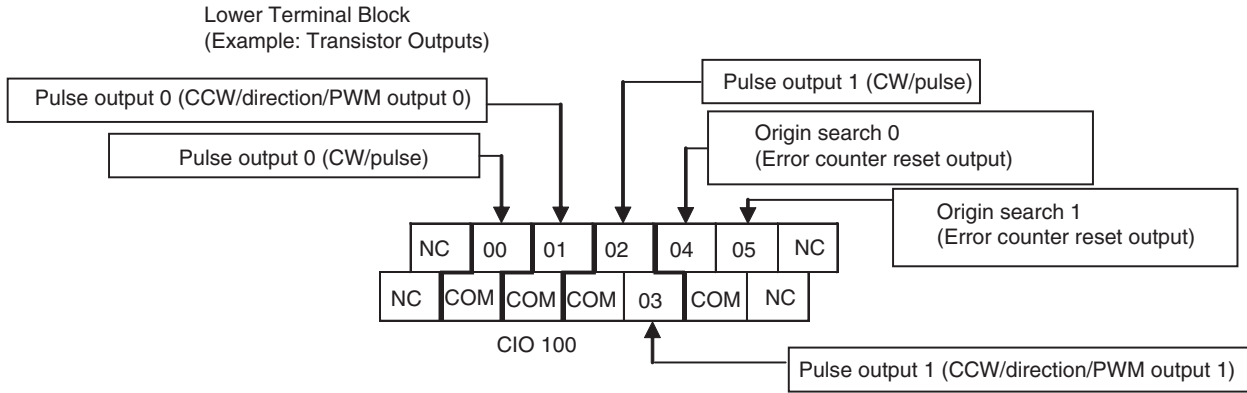 Lower Terminal Block
(Example: Transistor Outputs)
Pulse output 0 (CCW/direction/PWM output 0)
Pulse output 1 (CW/pulse)
Pulse output 0 (CW/pulse)
Origin search 0
(Error counter reset output)
Origin search 1
(Error counter reset output)
NC 00 01 02 04 05 NC
NC COM COM COM 03 COM NC
CIO 100
Pulse output 1 (CCW/direction/PWM output 1)